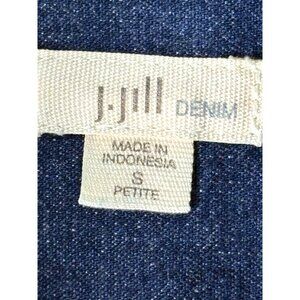 J.Jill DENIM
MADE IN
INDONESIA
S
PETITE